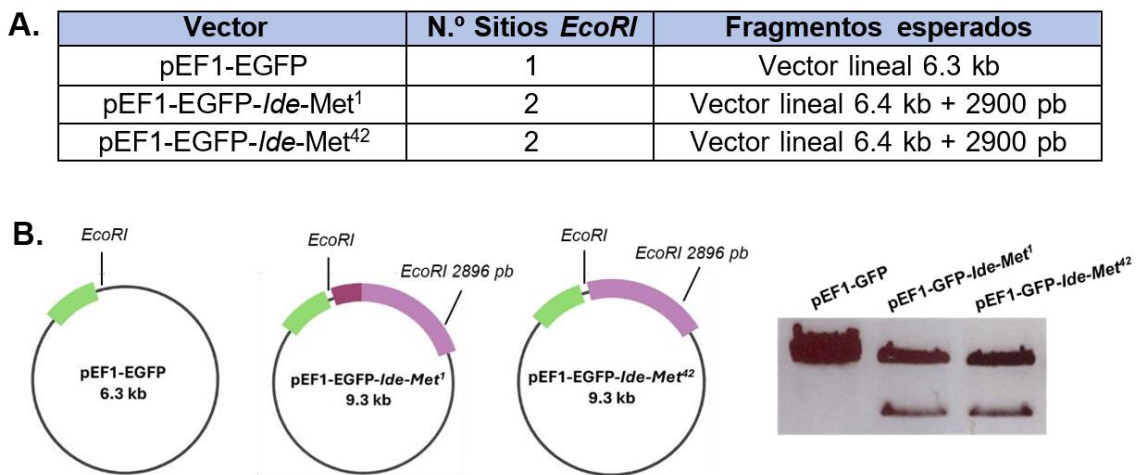 A.
Vector N.º Sitios EcoRI Fragmentos esperados
pEF1-EGFP 1 Vector lineal 6.3 kb
pEF1-EGFP-Ide-Met¹ 2 Vector lineal 6.4 kb + 2900 pb
pEF1-EGFP-Ide-Met⁴² 2 Vector lineal 6.4 kb + 2900 pb
B.
EcoRI
pEF1-EGFP
6.3 kb
EcoRI
EcoRI 2896 pb
pEF1-EGFP-Ide-Met¹
9.3 kb
EcoRI
EcoRI 2896 pb
pEF1-EGFP-Ide-Met⁴²
9.3 kb
pEF1-GFP
pEF1-GFP-Ide-Met¹
pEF1-GFP-Ide-Met⁴²